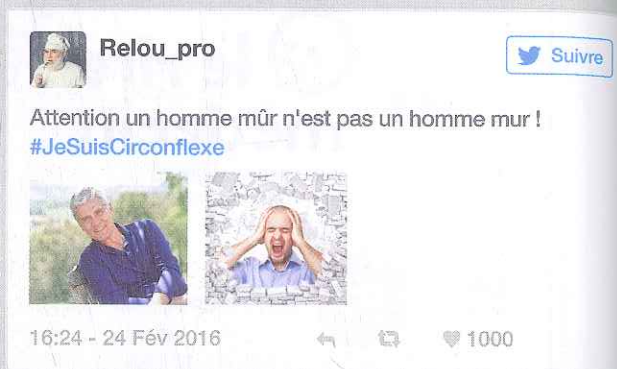 Relou_pro
Suivre
Attention un homme mûr n'est pas un homme mur !
#JeSuisCirconflexe
16:24 - 24 Fév 2016
1000